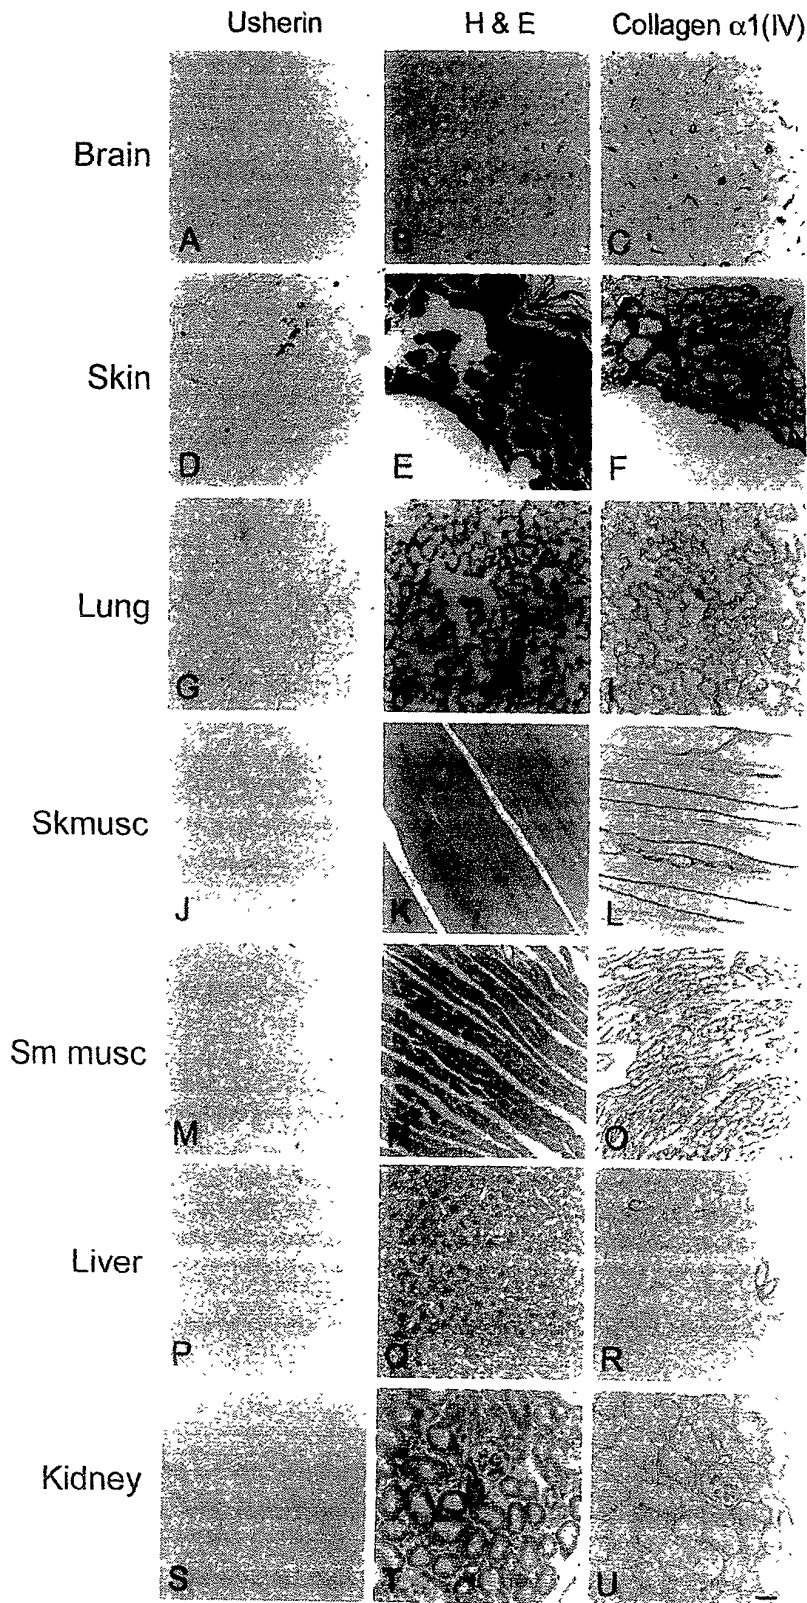 Usherin H & E Collagen α1(IV)
Brain
A B C
Skin
D E F
Lung
G I
Skmusc
J K L
Sm musc
M O
Liver
P Q R
Kidney
S T U